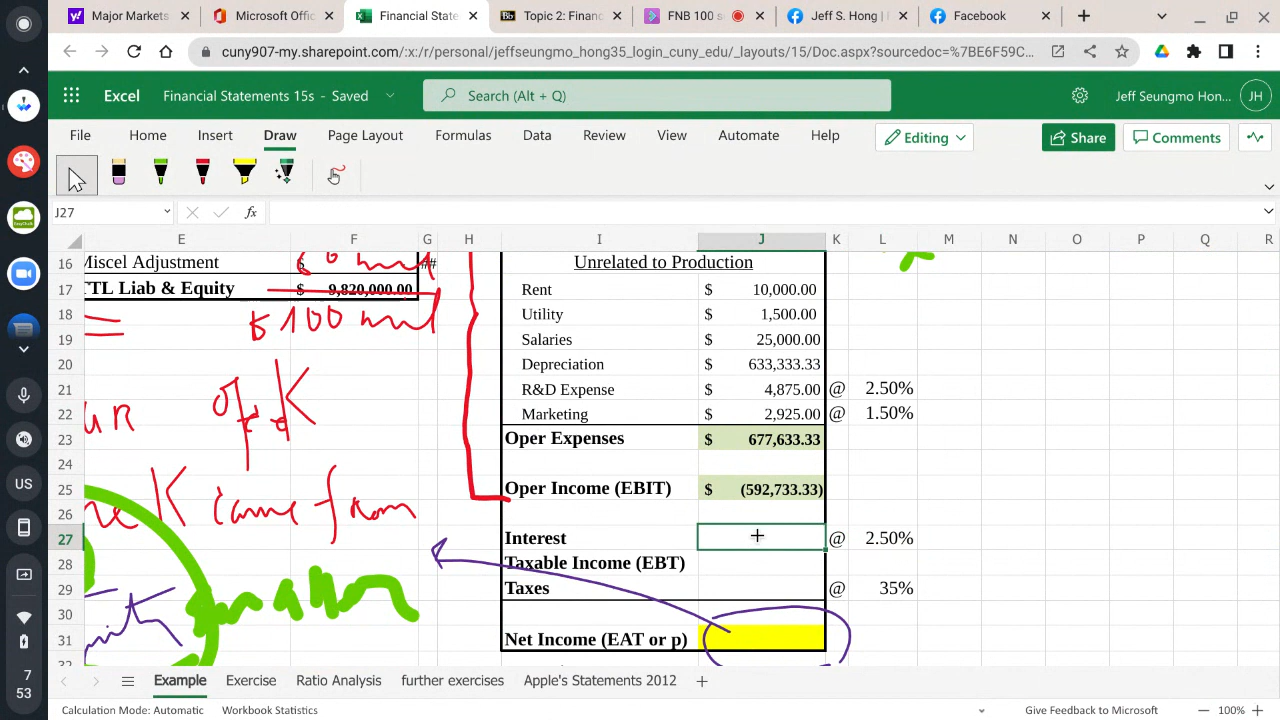 Major Markets
Microsoft Office
Financial State
Topic 2: Financ
FNB 100 s
Jeff S. Hong |
Facebook
cuny907-my.sharepoint.com/:x:/r/personal/jeffseungmo_hong35_login_cuny_edu/_layouts/15/Doc.aspx?sourcedoc=%7BE6F59C...
Excel Financial Statements 15s - Saved Search (Alt + Q) Jeff Seungmo Hon... JH
File Home Insert Draw Page Layout Formulas Data Review View Automate Help Editing Share Comments
J27 fx
E F G H I J K L M N O P Q R
16 Miscel Adjustment $ ## Unrelated to Production
17 TTL Liab & Equity $ 9,820,000.00 Rent $ 10,000.00
18 Utility $ 1,500.00
19 Salaries $ 25,000.00
20 Depreciation $ 633,333.33
21 R&D Expense $ 4,875.00 @ 2.50%
22 Marketing $ 2,925.00 @ 1.50%
23 Oper Expenses $ 677,633.33
24
25 Oper Income (EBIT) $ (592,733.33)
26 K came from
27 Interest @ 2.50%
28 Taxable Income (EBT)
29 Taxes @ 35%
30
31 Net Income (EAT or p)
32
Example Exercise Ratio Analysis further exercises Apple's Statements 2012
Calculation Mode: Automatic Workbook Statistics Give Feedback to Microsoft 100%
US
7
53